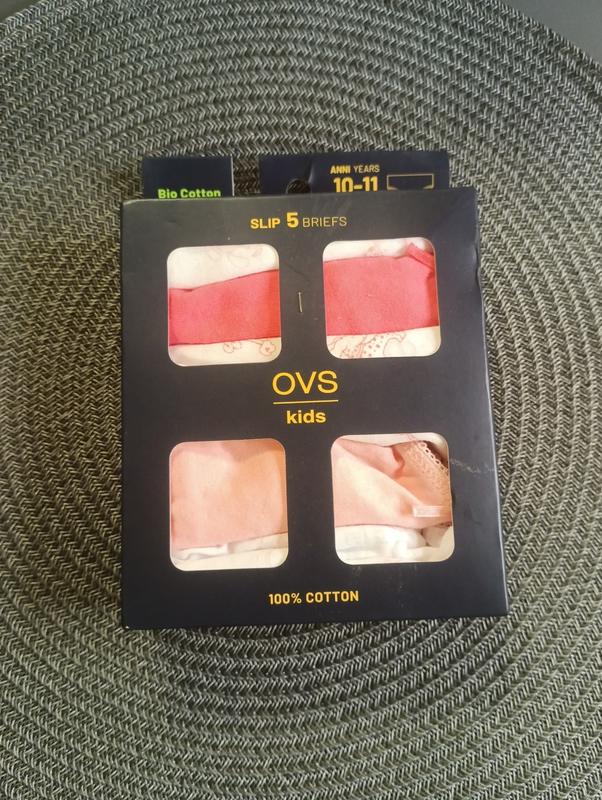 Bio Cotton
ANNI YEARS
10-11
SLIP 5 BRIEFS
OVS
kids
100% COTTON